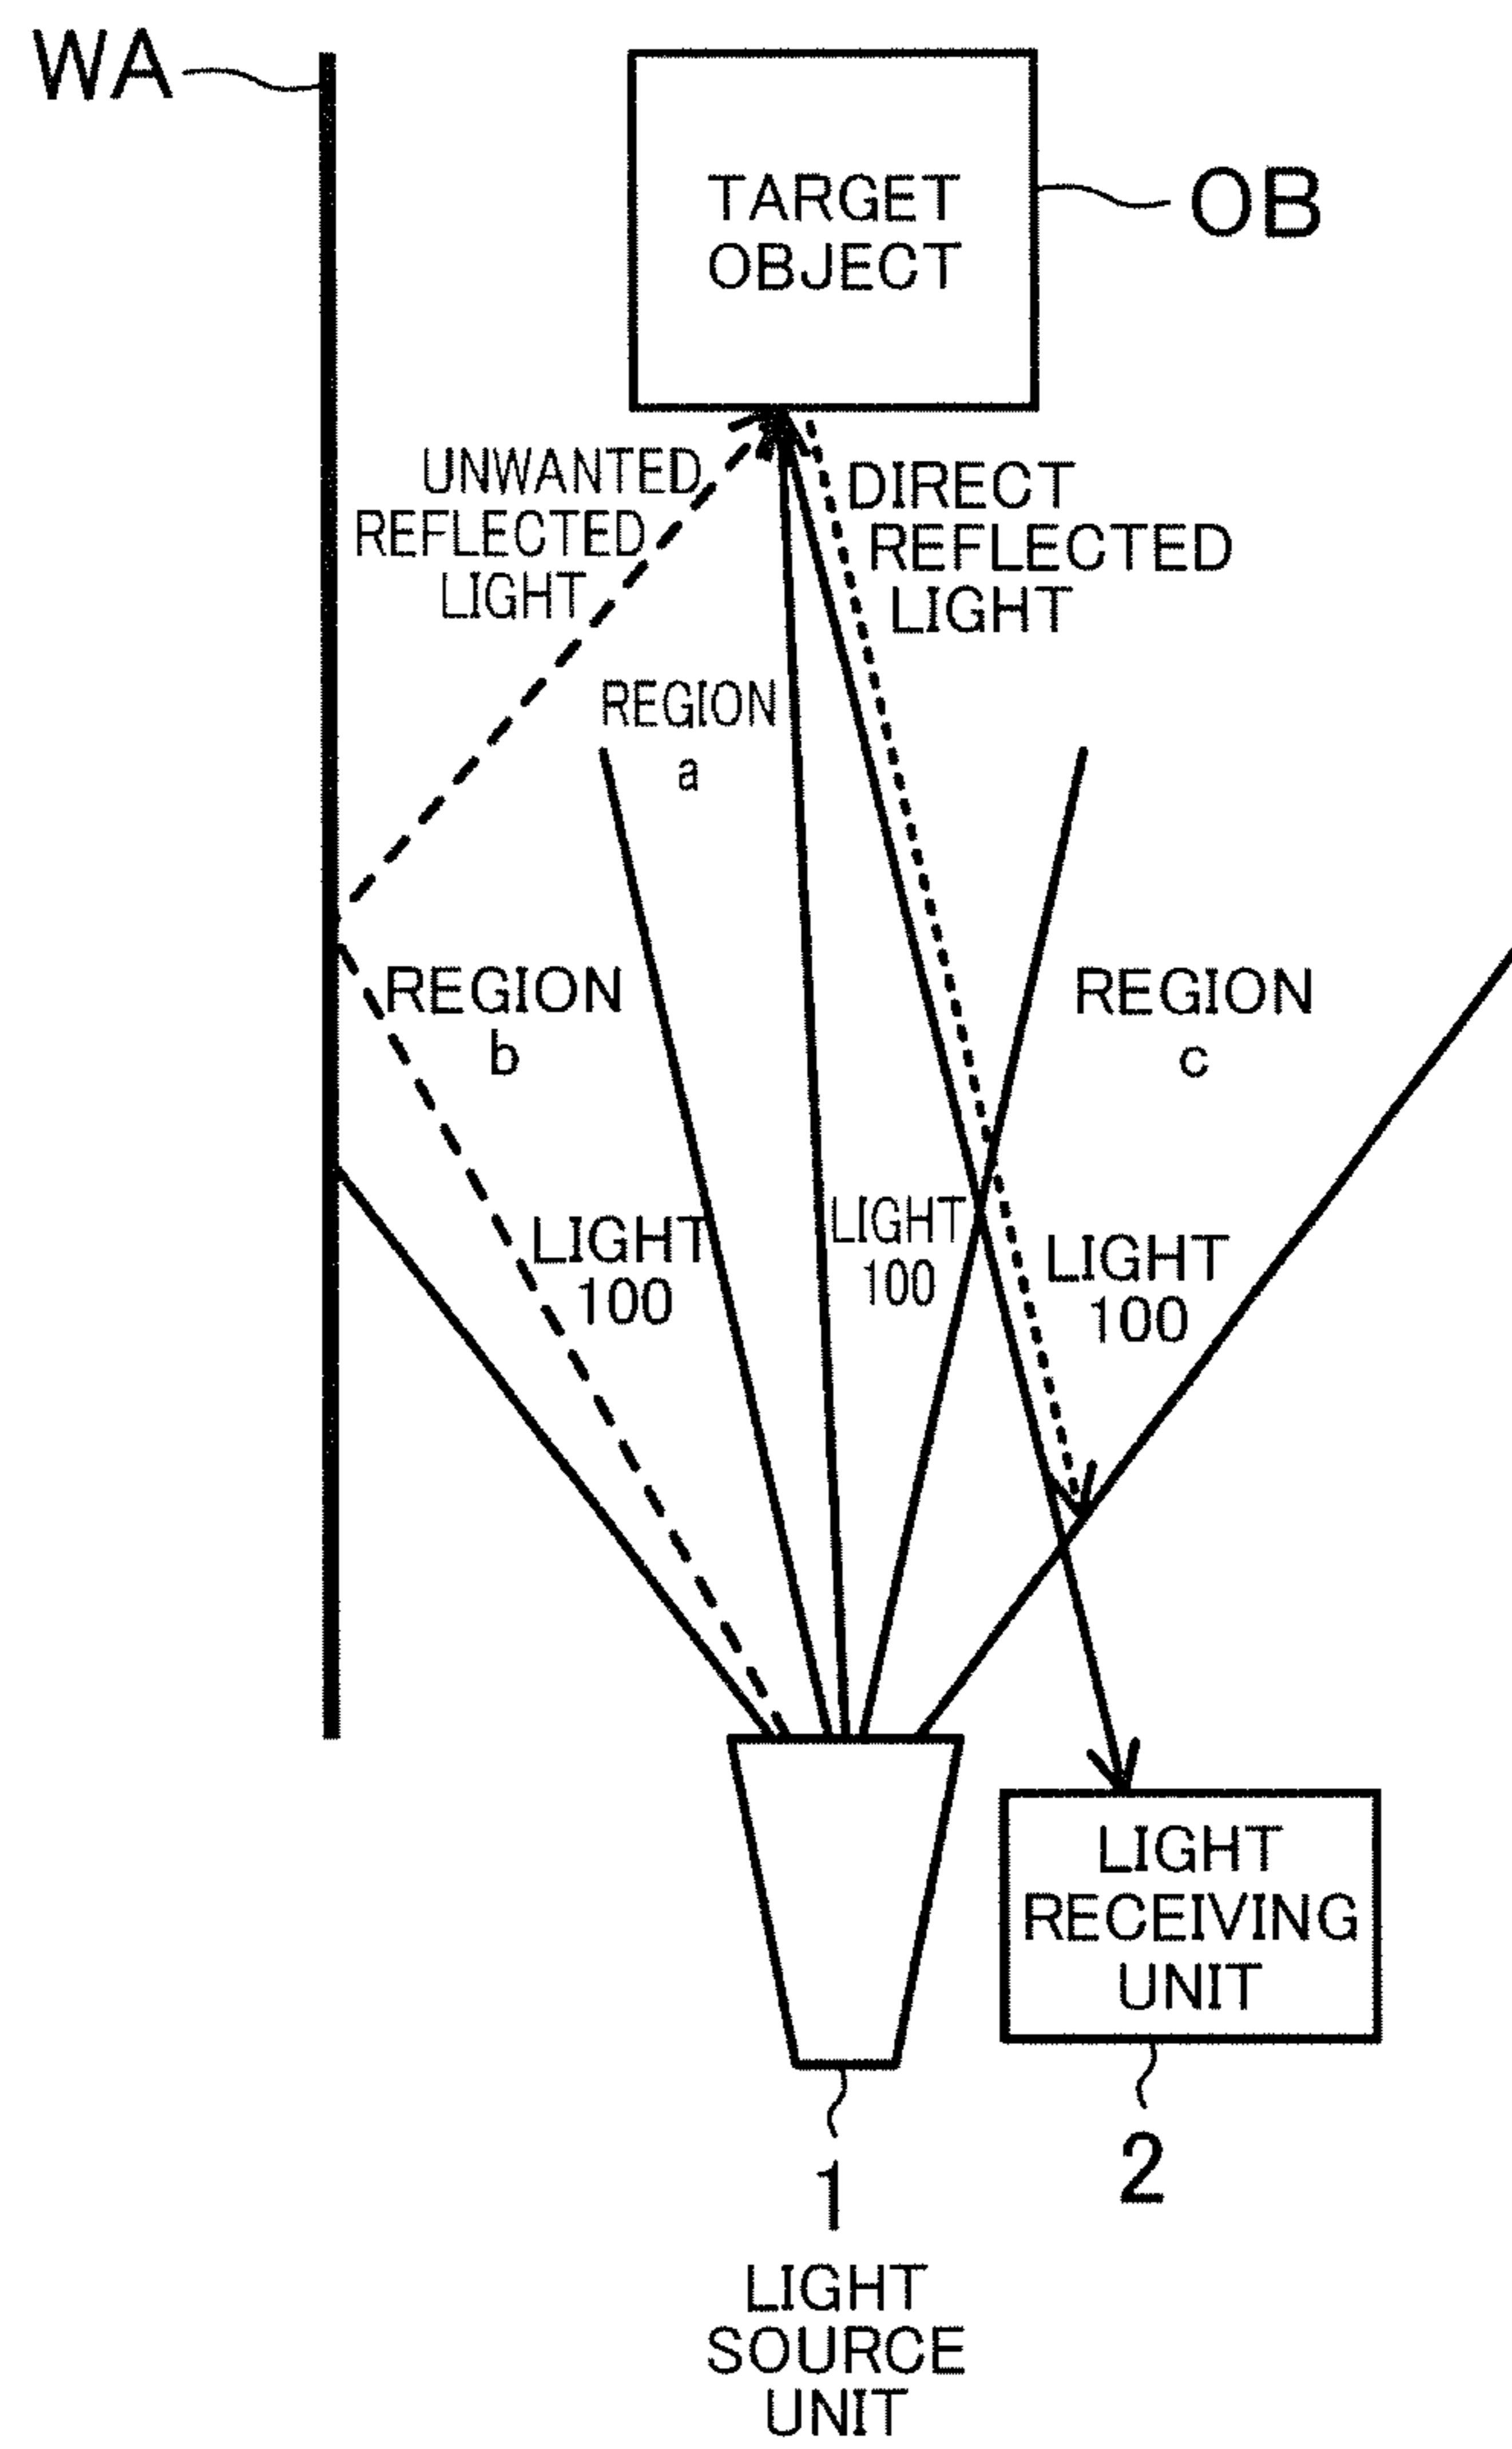 WA
TARGET
OBJECT
OB
UNWANTED
REFLECTED
LIGHT
DIRECT
REFLECTED
LIGHT
REGION
a
REGION
b
REGION
c
LIGHT
100
LIGHT
100
LIGHT
100
LIGHT
RECEIVING
UNIT
1
2
LIGHT
SOURCE
UNIT